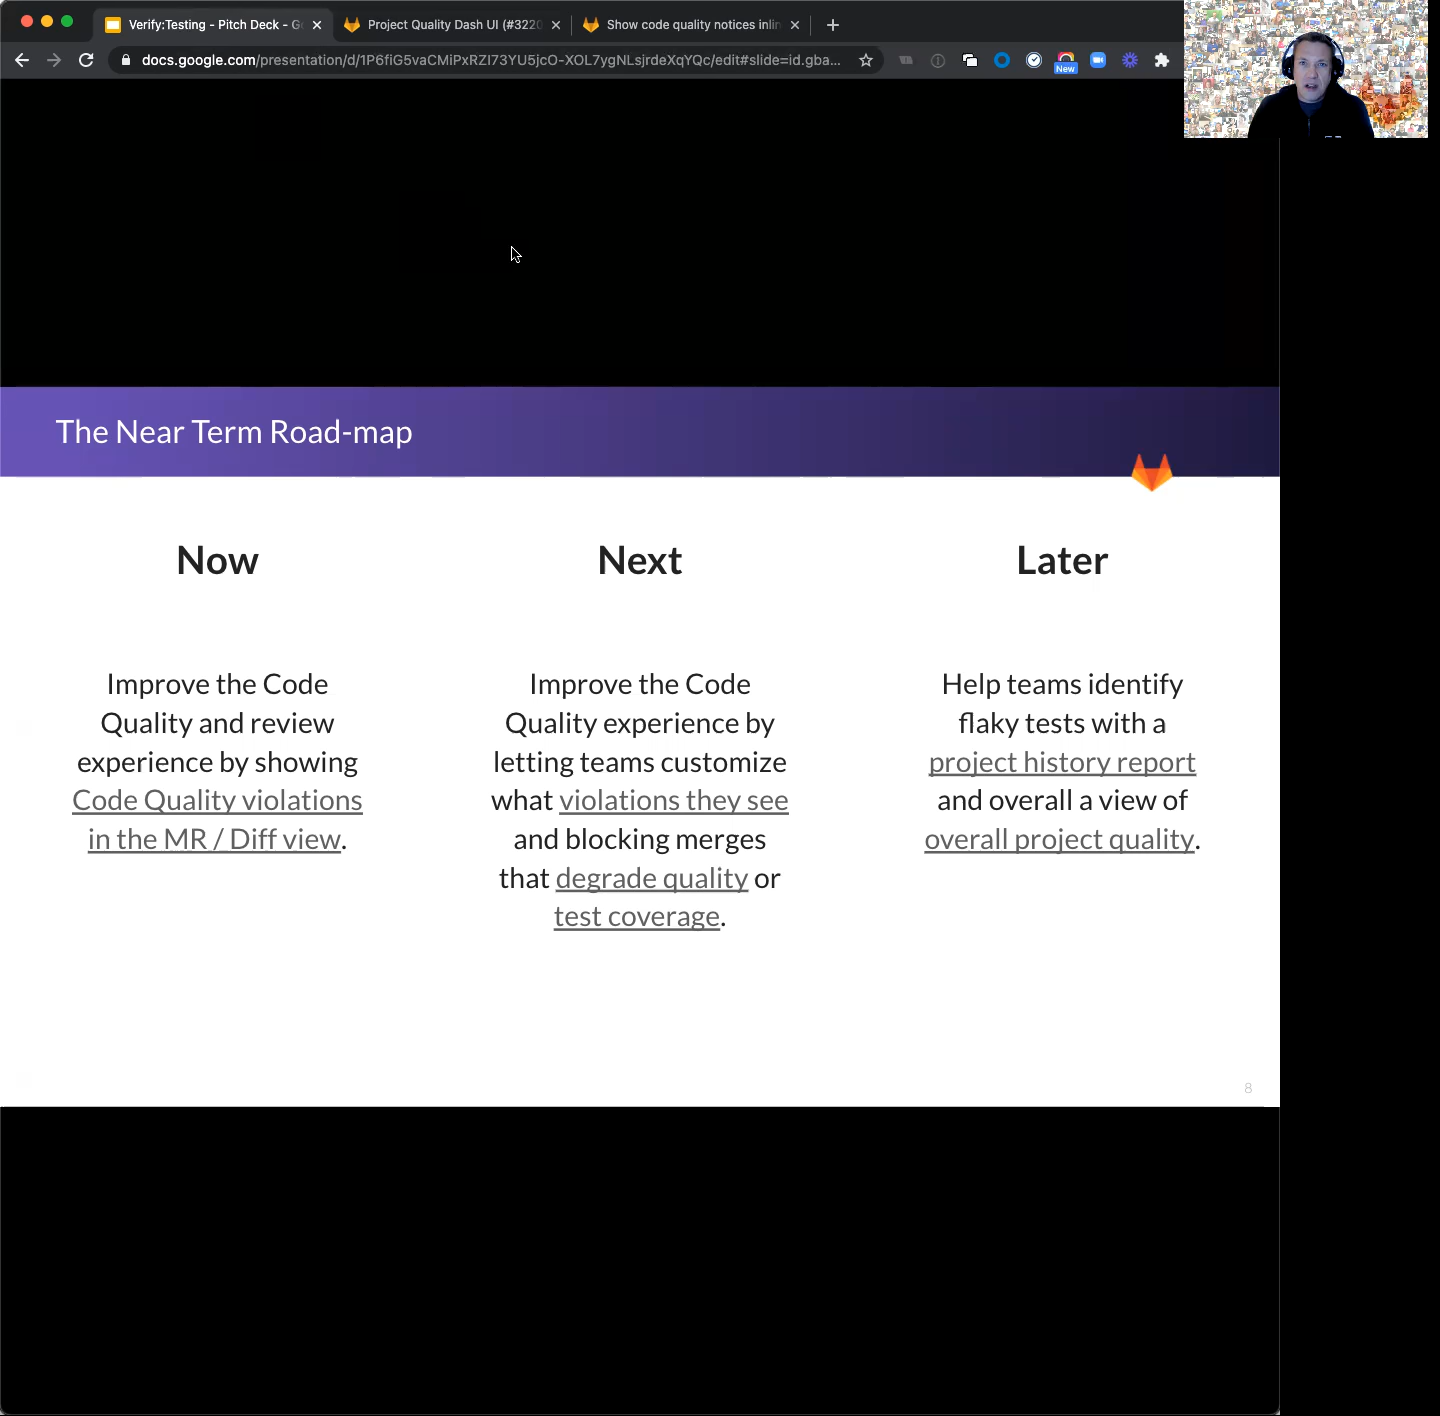 Verify:Testing - Pitch Deck - Go
Project Quality Dash UI (#3220
Show code quality notices inlin
docs.google.com/presentation/d/1P6fiG5vaCMiPxRZI73YU5jcO-XOL7ygNLsjrdeXqYQc/edit#slide=id.gba...
New
The Near Term Road-map
Now
Improve the Code
Quality and review
experience by showing
Code Quality violations
in the MR / Diff view.
Next
Improve the Code
Quality experience by
letting teams customize
what violations they see
and blocking merges
that degrade quality or
test coverage.
Later
Help teams identify
flaky tests with a
project history report
and overall a view of
overall project quality.
8